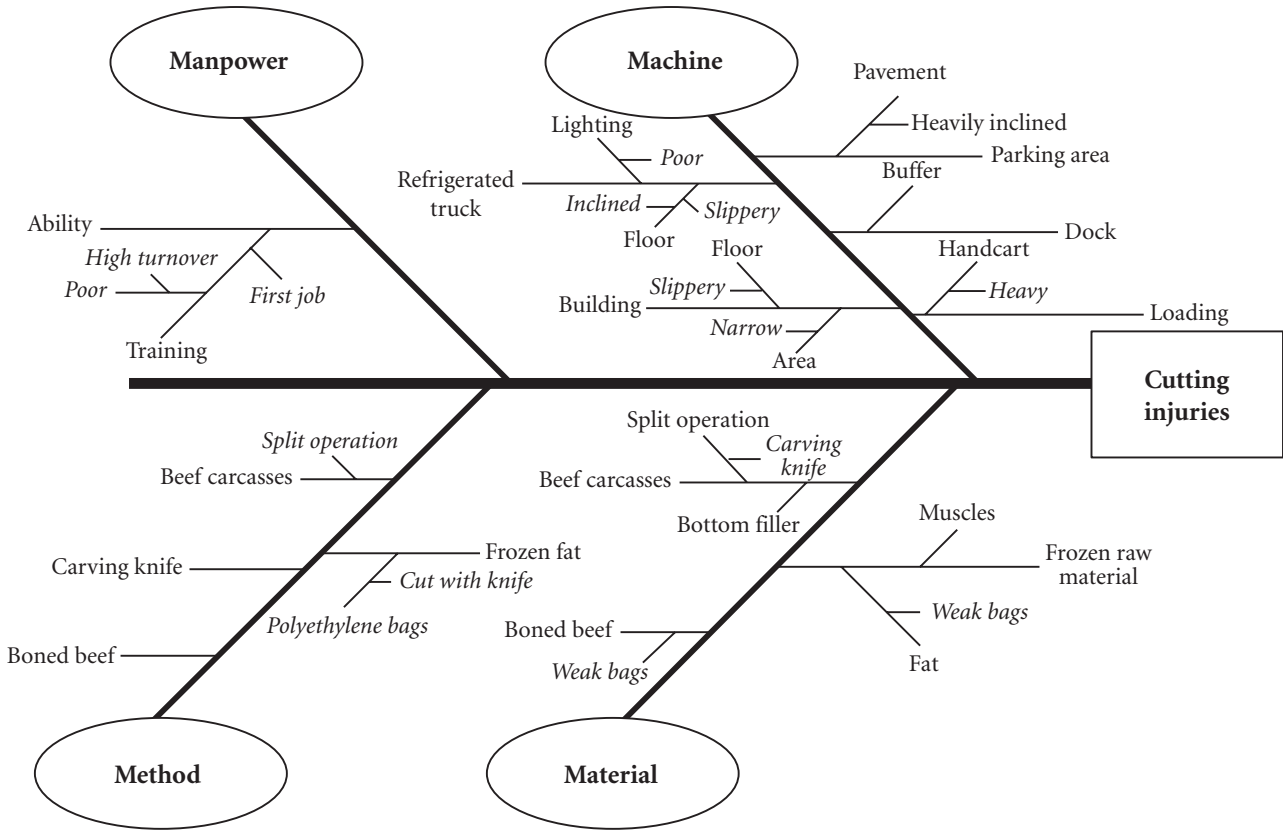 Manpower
Machine
Pavement
Lighting
Heavily inclined
Poor
Parking area
Buffer
Refrigerated
truck
Inclined
Slippery
Ability
Floor
Dock
High turnover
Floor
Handcart
Poor
First job
Slippery
Heavy
Building
Loading
Narrow
Training
Area
Cutting
injuries
Split operation
Split operation
Carving
knife
Beef carcasses
Beef carcasses
Muscles
Bottom filler
Frozen fat
Frozen raw
material
Carving knife
Cut with knife
Weak bags
Polyethylene bags
Boned beef
Boned beef
Weak bags
Fat
Method
Material